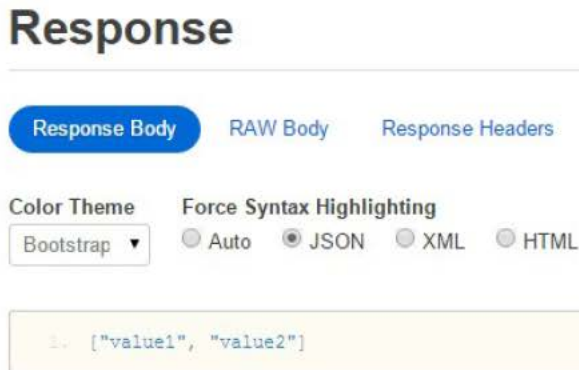 Response
Response Body RAW Body Response Headers
Color Theme Force Syntax Highlighting
Bootstrap Auto JSON XML HTML
1. ["value1", "value2"]